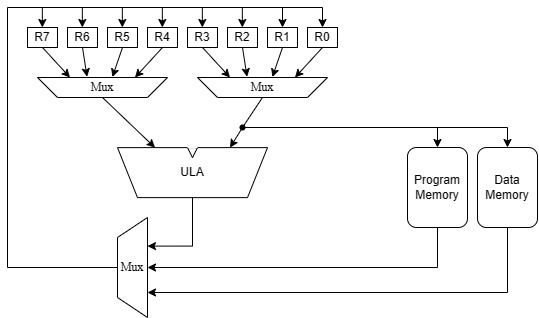 R7 R6 R5 R4 R3 R2 R1 R0
Mux Mux
ULA
Program
Memory
Data
Memory
Mux